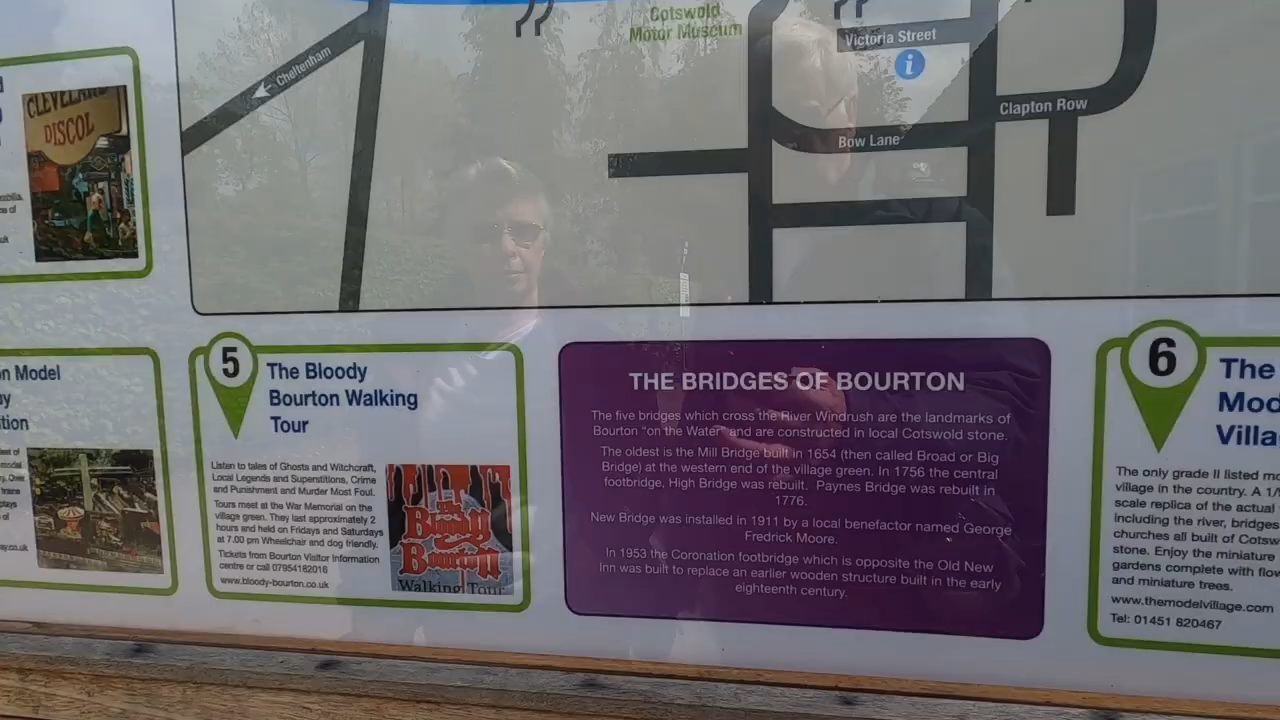 Cotswold
Motor Museum
Victoria Street
i
Cheltenham
Clapton Row
Bow Lane
CLEVELAND
DISCOL
uk
n Model
tion
ay.co.uk
5
The Bloody
Bourton Walking
Tour
Listen to tales of Ghosts and Witchcraft,
Local Legends and Superstitions, Crime
and Punishment and Murder Most Foul.
Tours meet at the War Memorial on the
village green. They last approximately 2
hours and held on Fridays and Saturdays
at 7.00 pm Wheelchair and dog friendly.
Tickets from Bourton Visitor Information
centre or call 07954182016
www.bloody-bourton.co.uk
The
Bloody
Bourton
Walking Tour
THE BRIDGES OF BOURTON
The five bridges which cross the River Windrush are the landmarks of
Bourton "on the Water" and are constructed in local Cotswold stone.
The oldest is the Mill Bridge built in 1654 (then called Broad or Big
Bridge) at the western end of the village green. In 1756 the central
footbridge, High Bridge was rebuilt. Paynes Bridge was rebuilt in
1776.
New Bridge was installed in 1911 by a local benefactor named George
Fredrick Moore.
In 1953 the Coronation footbridge which is opposite the Old New
Inn was built to replace an earlier wooden structure built in the early
eighteenth century.
6
The
Mod
Villa
The only grade II listed mo
village in the country. A 1/
scale replica of the actual
including the river, bridges
churches all built of Cotsw
stone. Enjoy the miniature
gardens complete with flow
and miniature trees.
www.themodelvillage.com
Tel: 01451 820467